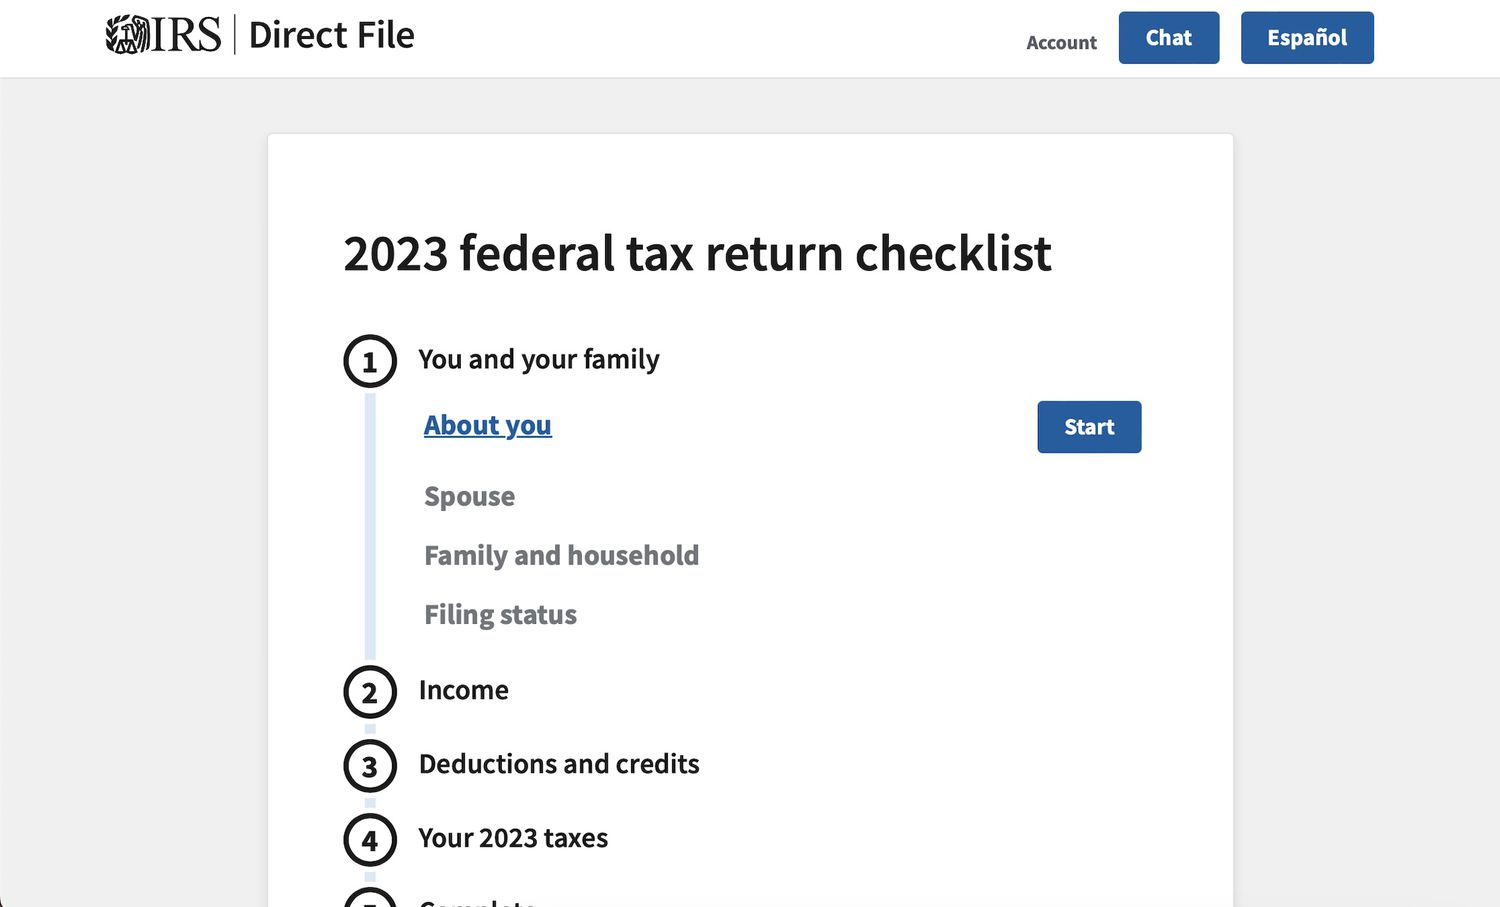 IRS Direct File
Account
Chat
Español
2023 federal tax return checklist
1 You and your family
About you
Start
Spouse
Family and household
Filing status
2 Income
3 Deductions and credits
4 Your 2023 taxes